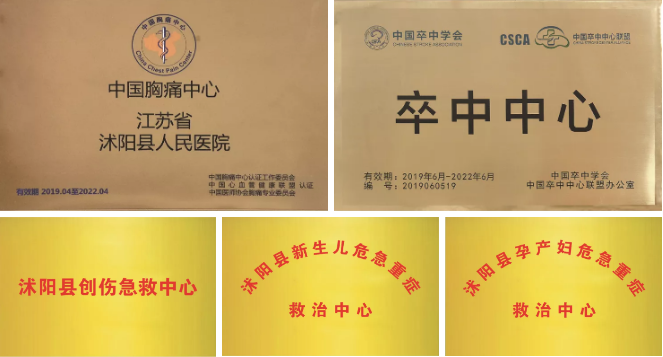 中国胸痛中心
China Chest Pain Center
中国胸痛中心
江苏省
沭阳县人民医院
中国胸痛中心认证工作委员会
中国心血管健康联盟 认证
中国医师协会胸痛专业委员会
有效期 2019.04至2022.04
中国卒中学会
CHINESE STROKE ASSOCIATION
CSCA
中国卒中中心联盟
卒中中心
有效期：2019年6月-2022年6月
编 号：2019060519
中国卒中学会
中国卒中中心联盟办公室
沭阳县创伤急救中心
沭阳县新生儿危急重症
救治中心
沭阳县孕产妇危急重症
救治中心